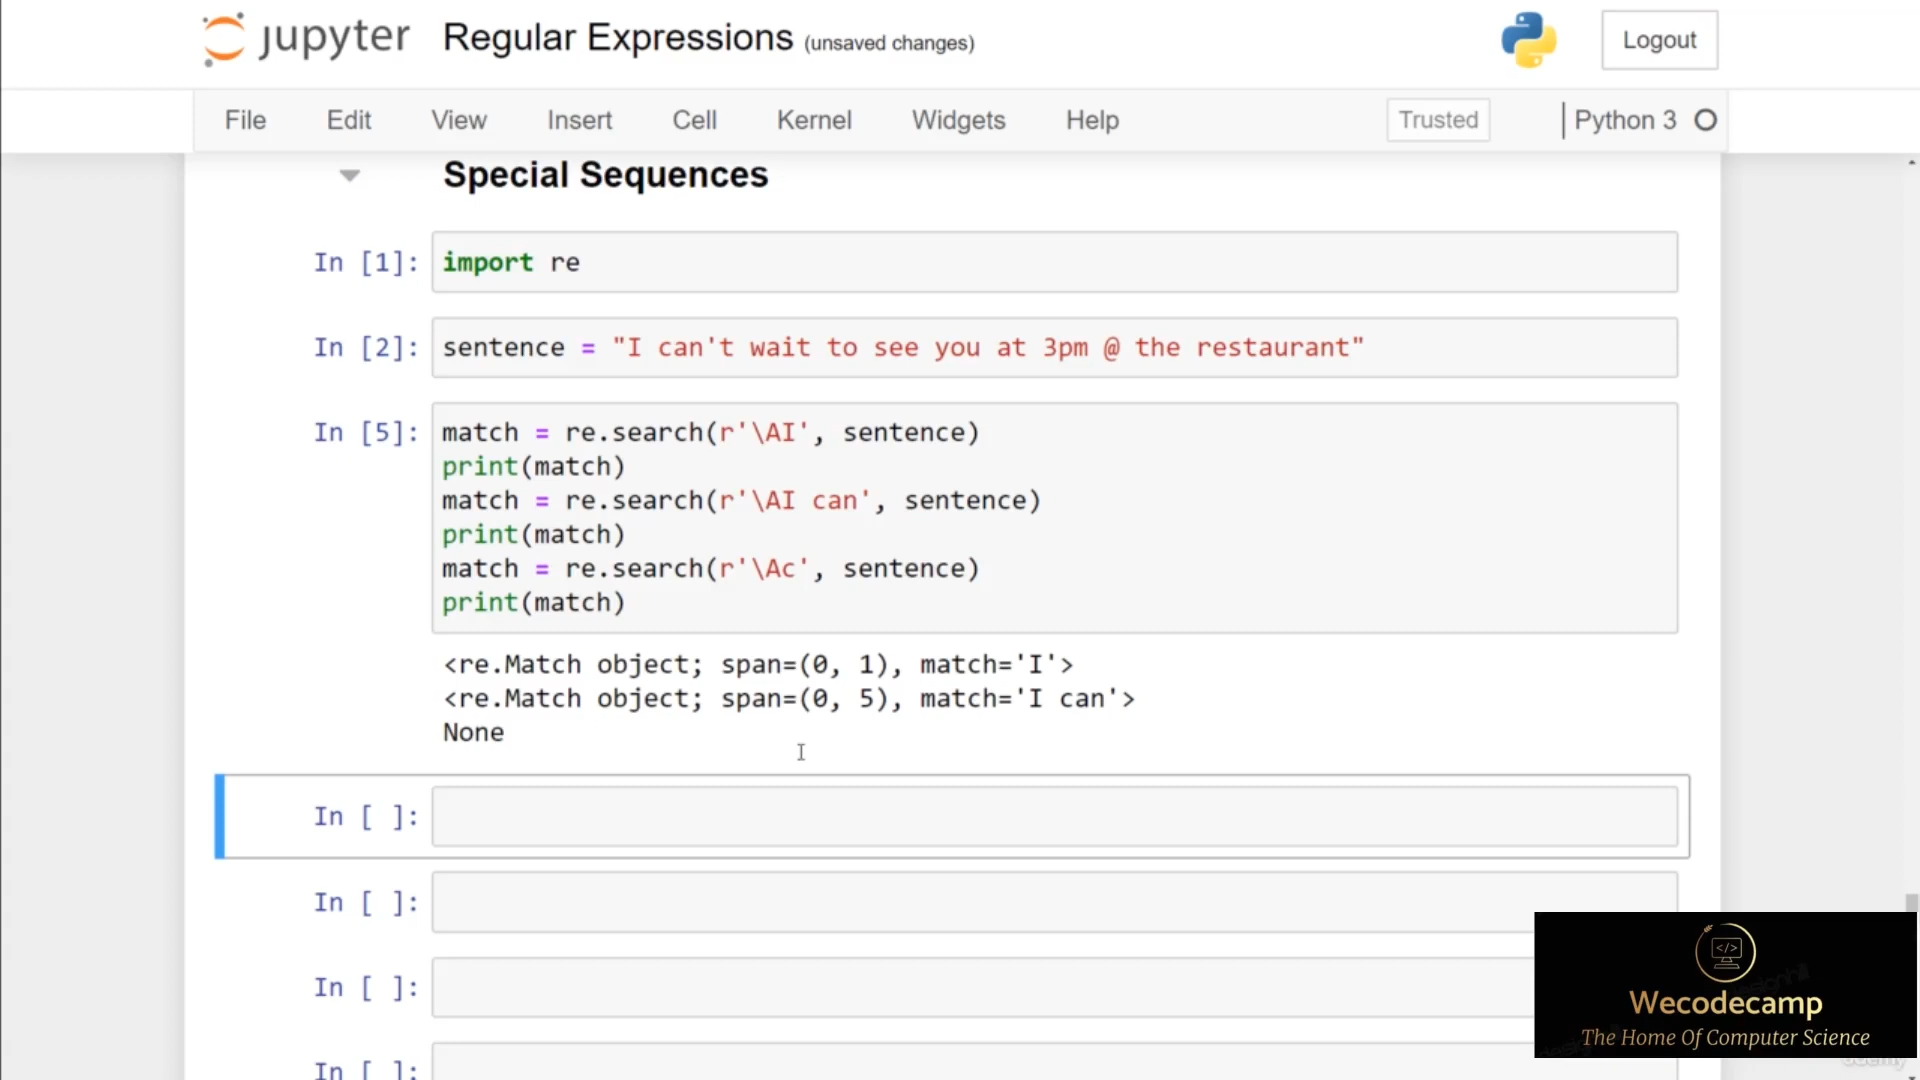 jupyter Regular Expressions (unsaved changes) Logout
File Edit View Insert Cell Kernel Widgets Help Trusted Python 3
Special Sequences
In [1]: import re
In [2]: sentence = "I can't wait to see you at 3pm @ the restaurant"
In [5]: match = re.search(r'\AI', sentence)
print(match)
match = re.search(r'\AI can', sentence)
print(match)
match = re.search(r'\Ac', sentence)
print(match)
<re.Match object; span=(0, 1), match='I'>
<re.Match object; span=(0, 5), match='I can'>
None
In [ ]:
In [ ]:
In [ ]:
In [ ]:
</>
Wecodecamp
The Home Of Computer Science